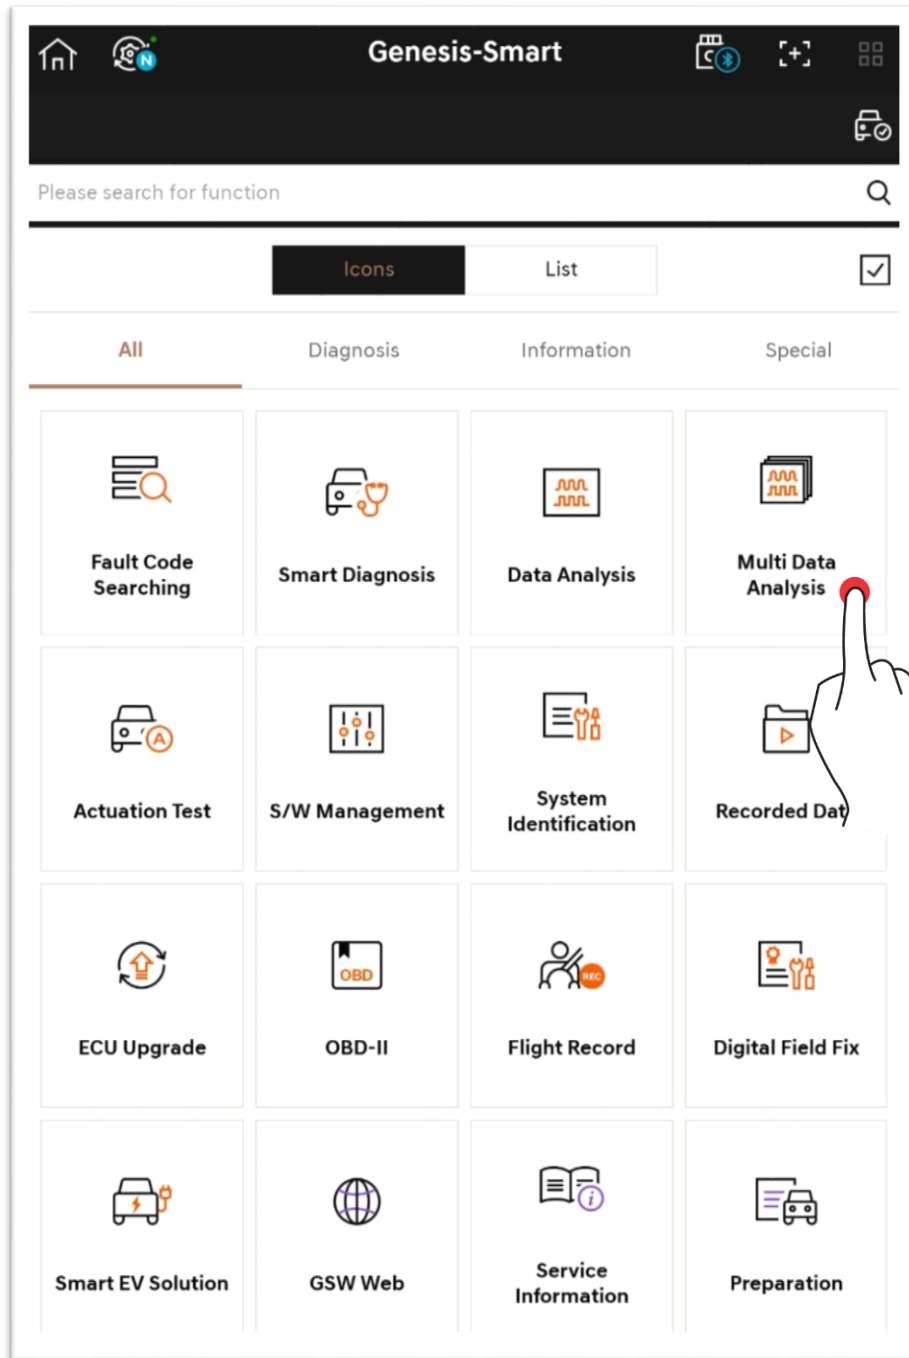 Genesis-Smart
Please search for function
Icons
List
All
Diagnosis
Information
Special
Fault Code
Searching
Smart Diagnosis
Data Analysis
Multi Data
Analysis
Actuation Test
S/W Management
System
Identification
Recorded Dat
ECU Upgrade
OBD
OBD-II
REC
Flight Record
Digital Field Fix
Smart EV Solution
GSW Web
Service
Information
Preparation